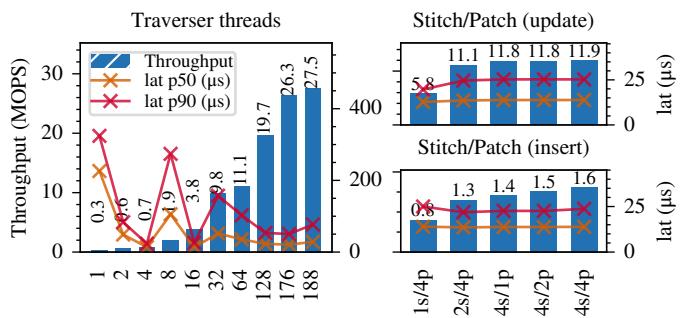 Traverser threads
Throughput (MOPS)
30
20
10
0
Throughput
lat p50 (μs)
lat p90 (μs)
0.3
0.6
0.7
1.9
3.8
9.8
11.1
19.7
26.3
27.5
400
200
0
1
2
4
8
16
32
64
128
176
188
Stitch/Patch (update)
5.8
11.1
11.8
11.8
11.9
25
0
lat (μs)
Stitch/Patch (insert)
0.8
1.3
1.4
1.5
1.6
25
0
lat (μs)
1s/4p
2s/4p
4s/1p
4s/2p
4s/4p